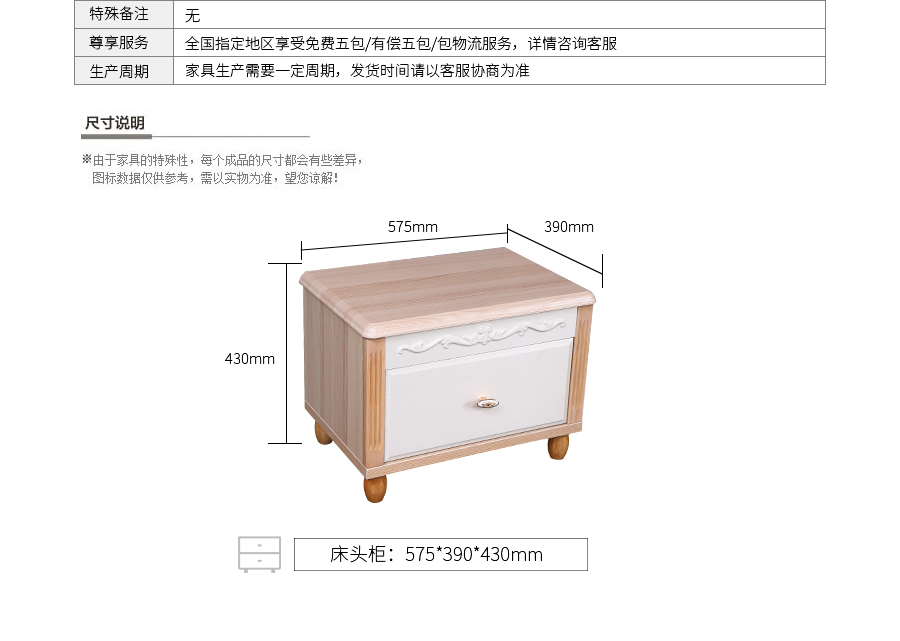 特殊备注 无
尊享服务 全国指定地区享受免费五包/有偿五包/包物流服务，详情咨询客服
生产周期 家具生产需要一定周期，发货时间请以客服协商为准
尺寸说明
※由于家具的特殊性，每个成品的尺寸都会有些差异，
图标数据仅供参考，需以实物为准，望您谅解！
575mm
390mm
430mm
床头柜：575*390*430mm